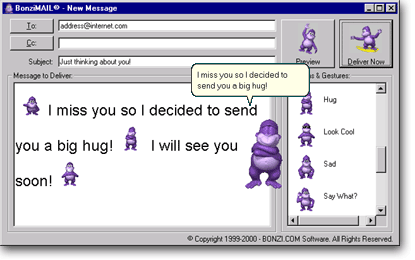 BonziMAIL® - New Message
To: address@internet.com
Cc:
Subject: Just thinking about you!
Preview
Deliver Now
Message to Deliver:
& Gestures:
I miss you so I decided to
send you a big hug!
I miss you so I decided to send
you a big hug! I will see you
soon!
Hug
Look Cool
Sad
Say What?
© Copyright 1999-2000 - BONZI.COM Software. All Rights Reserved.